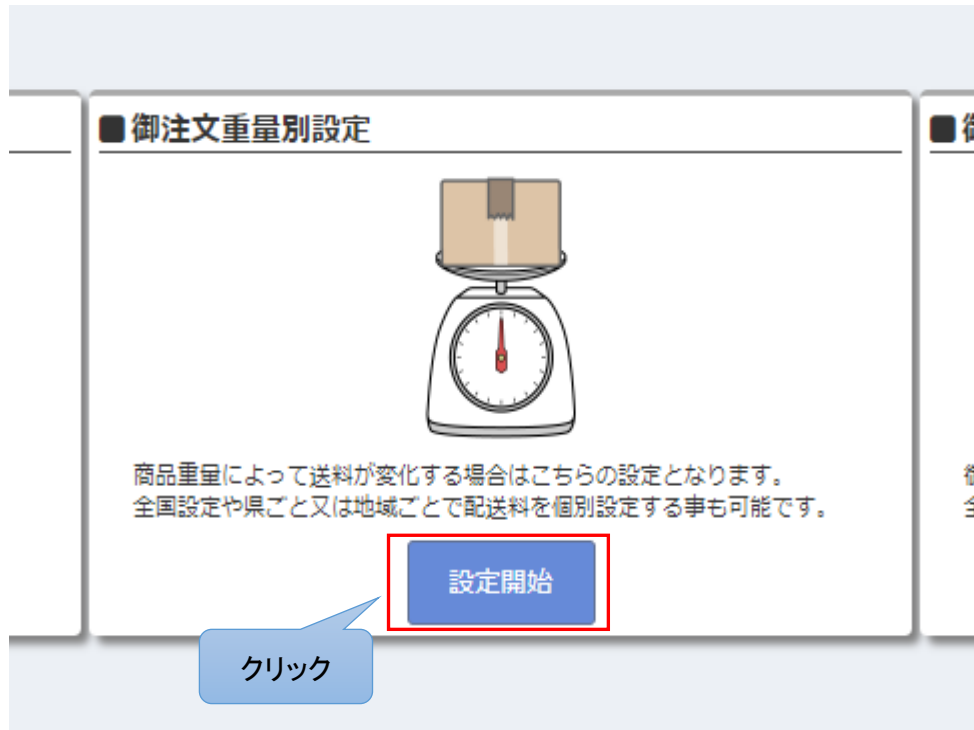 ■御注文重量別設定
商品重量によって送料が変化する場合はこちらの設定となります。
全国設定や県ごと又は地域ごとで配送料を個別設定する事も可能です。
設定開始
クリック